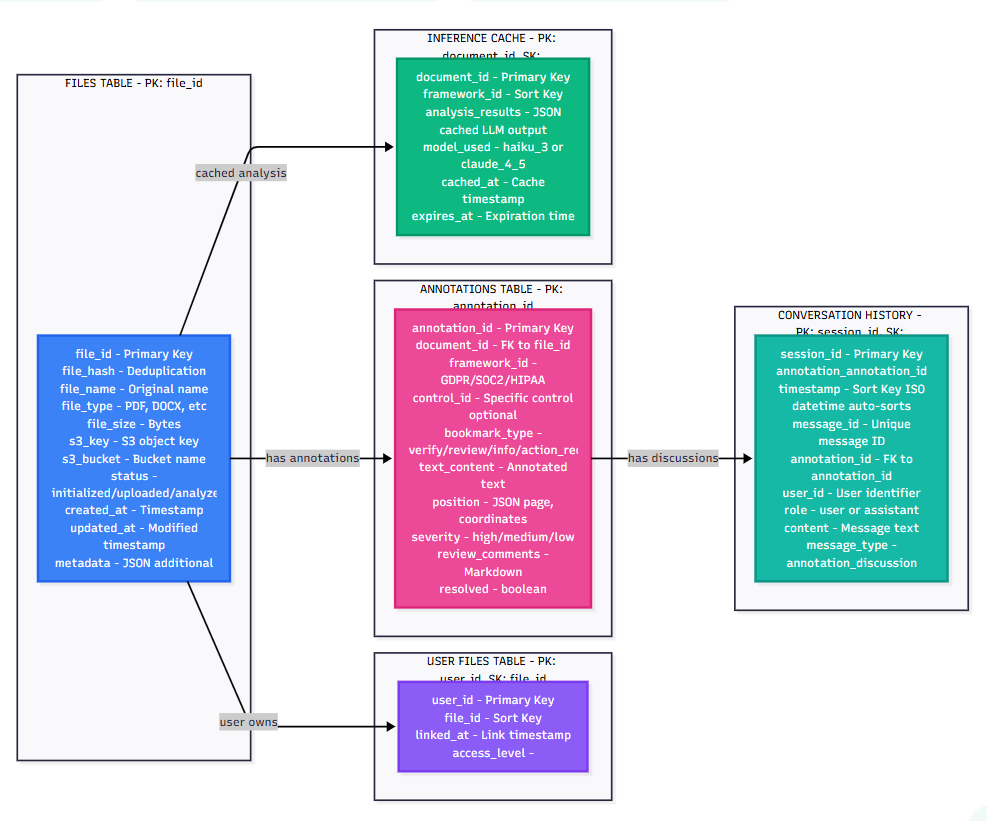 FILES TABLE - PK: file_id
file_id - Primary Key
file_hash - Deduplication
file_name - Original name
file_type - PDF, DOCX, etc
file_size - Bytes
s3_key - S3 object key
s3_bucket - Bucket name
status -
initialized/uploaded/analyze
created_at - Timestamp
updated_at - Modified
timestamp
metadata - JSON additional
cached analysis
has annotations
user owns
INFERENCE CACHE - PK:
document_id, SK:
document_id - Primary Key
framework_id - Sort Key
analysis_results - JSON
cached LLM output
model_used - haiku_3 or
claude_4_5
cached_at - Cache
timestamp
expires_at - Expiration time
ANNOTATIONS TABLE - PK:
annotation_id
annotation_id - Primary Key
document_id - FK to file_id
framework_id -
GDPR/SOC2/HIPAA
control_id - Specific control
optional
bookmark_type -
verify/review/info/action_re
text_content - Annotated
text
position - JSON page,
coordinates
severity - high/medium/low
review_comments -
Markdown
resolved - boolean
has discussions
USER FILES TABLE - PK:
user_id, SK: file_id
user_id - Primary Key
file_id - Sort Key
linked_at - Link timestamp
access_level -
CONVERSATION HISTORY -
PK: session_id, SK:
session_id - Primary Key
annotation_annotation_id
timestamp - Sort Key ISO
datetime auto-sorts
message_id - Unique
message ID
annotation_id - FK to
annotation_id
user_id - User identifier
role - user or assistant
content - Message text
message_type -
annotation_discussion